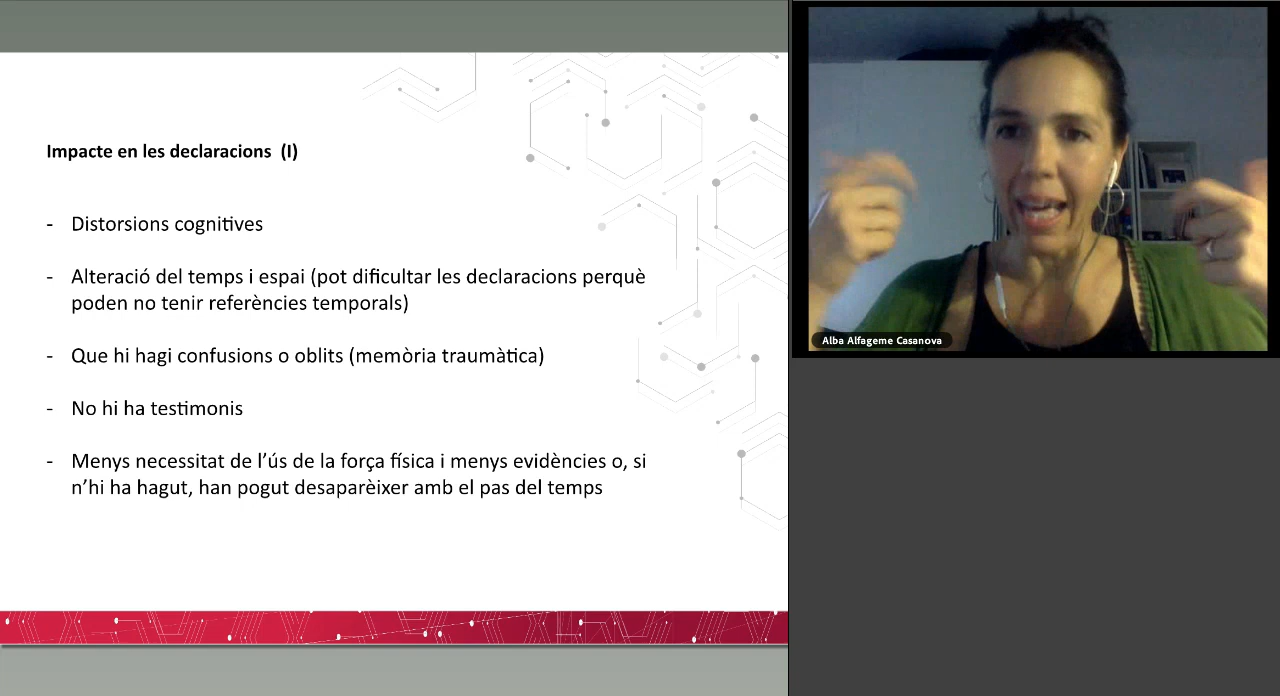 Impacte en les declaracions (I)
- Distorsions cognitives
- Alteració del temps i espai (pot dificultar les declaracions perquè
poden no tenir referències temporals)
- Que hi hagi confusions o oblits (memòria traumàtica)
- No hi ha testimonis
- Menys necessitat de l’ús de la força física i menys evidències o, si
n’hi ha hagut, han pogut desaparèixer amb el pas del temps
Alba Alfageme Casanova